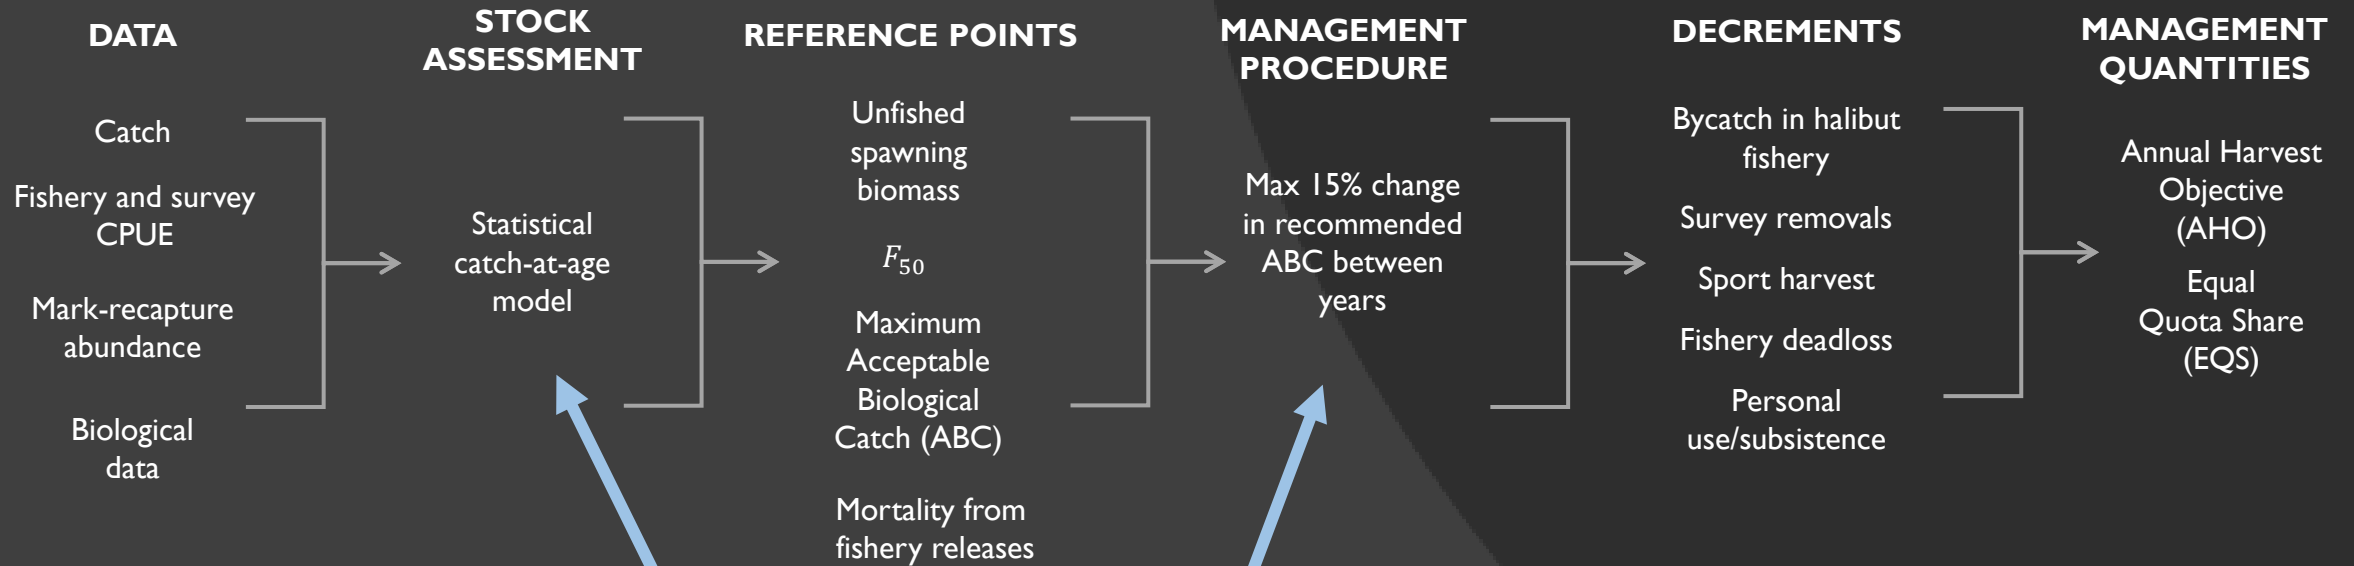 DATA
Catch
Fishery and survey
CPUE
Mark-recapture
abundance
Biological
data
STOCK
ASSESSMENT
Statistical
catch-at-age
model
REFERENCE POINTS
Unfished
spawning
biomass
F50
Maximum
Acceptable
Biological
Catch (ABC)
Mortality from
fishery releases
MANAGEMENT
PROCEDURE
Max 15% change
in recommended
ABC between
years
DECREMENTS
Bycatch in halibut
fishery
Survey removals
Sport harvest
Fishery deadloss
Personal
use/subsistence
MANAGEMENT
QUANTITIES
Annual Harvest
Objective
(AHO)
Equal
Quota Share
(EQS)